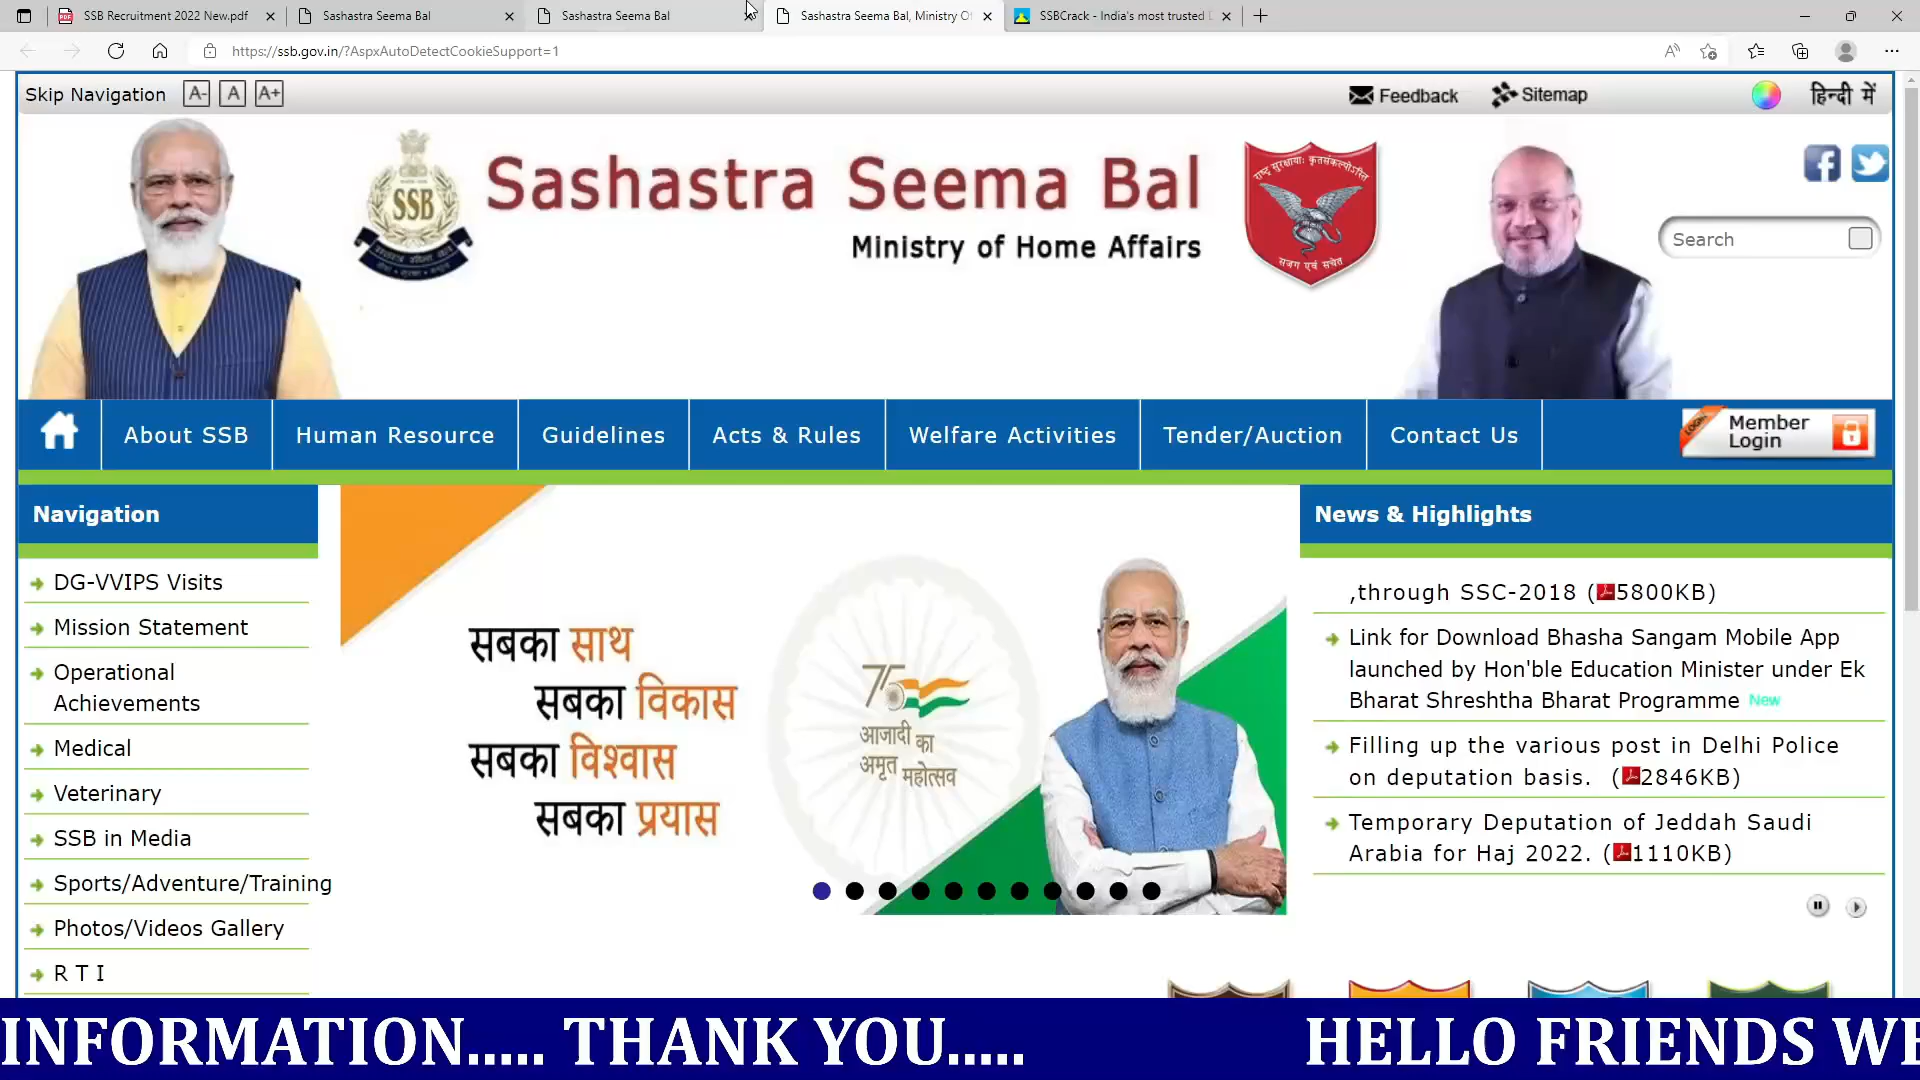 SSB Recruitment 2022 New.pdf
Sashastra Seema Bal
Sashastra Seema Bal
Sashastra Seema Bal, Ministry O
SSBCrack - India's most trusted
https://ssb.gov.in/?AspxAutoDetectCookieSupport=1
Skip Navigation A- A A+
Feedback Sitemap हिन्दी में
SSB
Sashastra Seema Bal
Ministry of Home Affairs
सजग एवं सचेत
Search
About SSB Human Resource Guidelines Acts & Rules Welfare Activities Tender/Auction Contact Us
LOGIN Member
Login
Navigation
DG-VVIPS Visits
Mission Statement
Operational
Achievements
Medical
Veterinary
SSB in Media
Sports/Adventure/Training
Photos/Videos Gallery
R T I
सबका साथ
सबका विकास
सबका विश्वास
सबका प्रयास
75
आजादी का
अमृत महोत्सव
News & Highlights
,through SSC-2018 (5800KB)
Link for Download Bhasha Sangam Mobile App
launched by Hon'ble Education Minister under Ek
Bharat Shreshtha Bharat Programme New
Filling up the various post in Delhi Police
on deputation basis. (2846KB)
Temporary Deputation of Jeddah Saudi
Arabia for Haj 2022. (1110KB)
INFORMATION..... THANK YOU..... HELLO FRIENDS WE